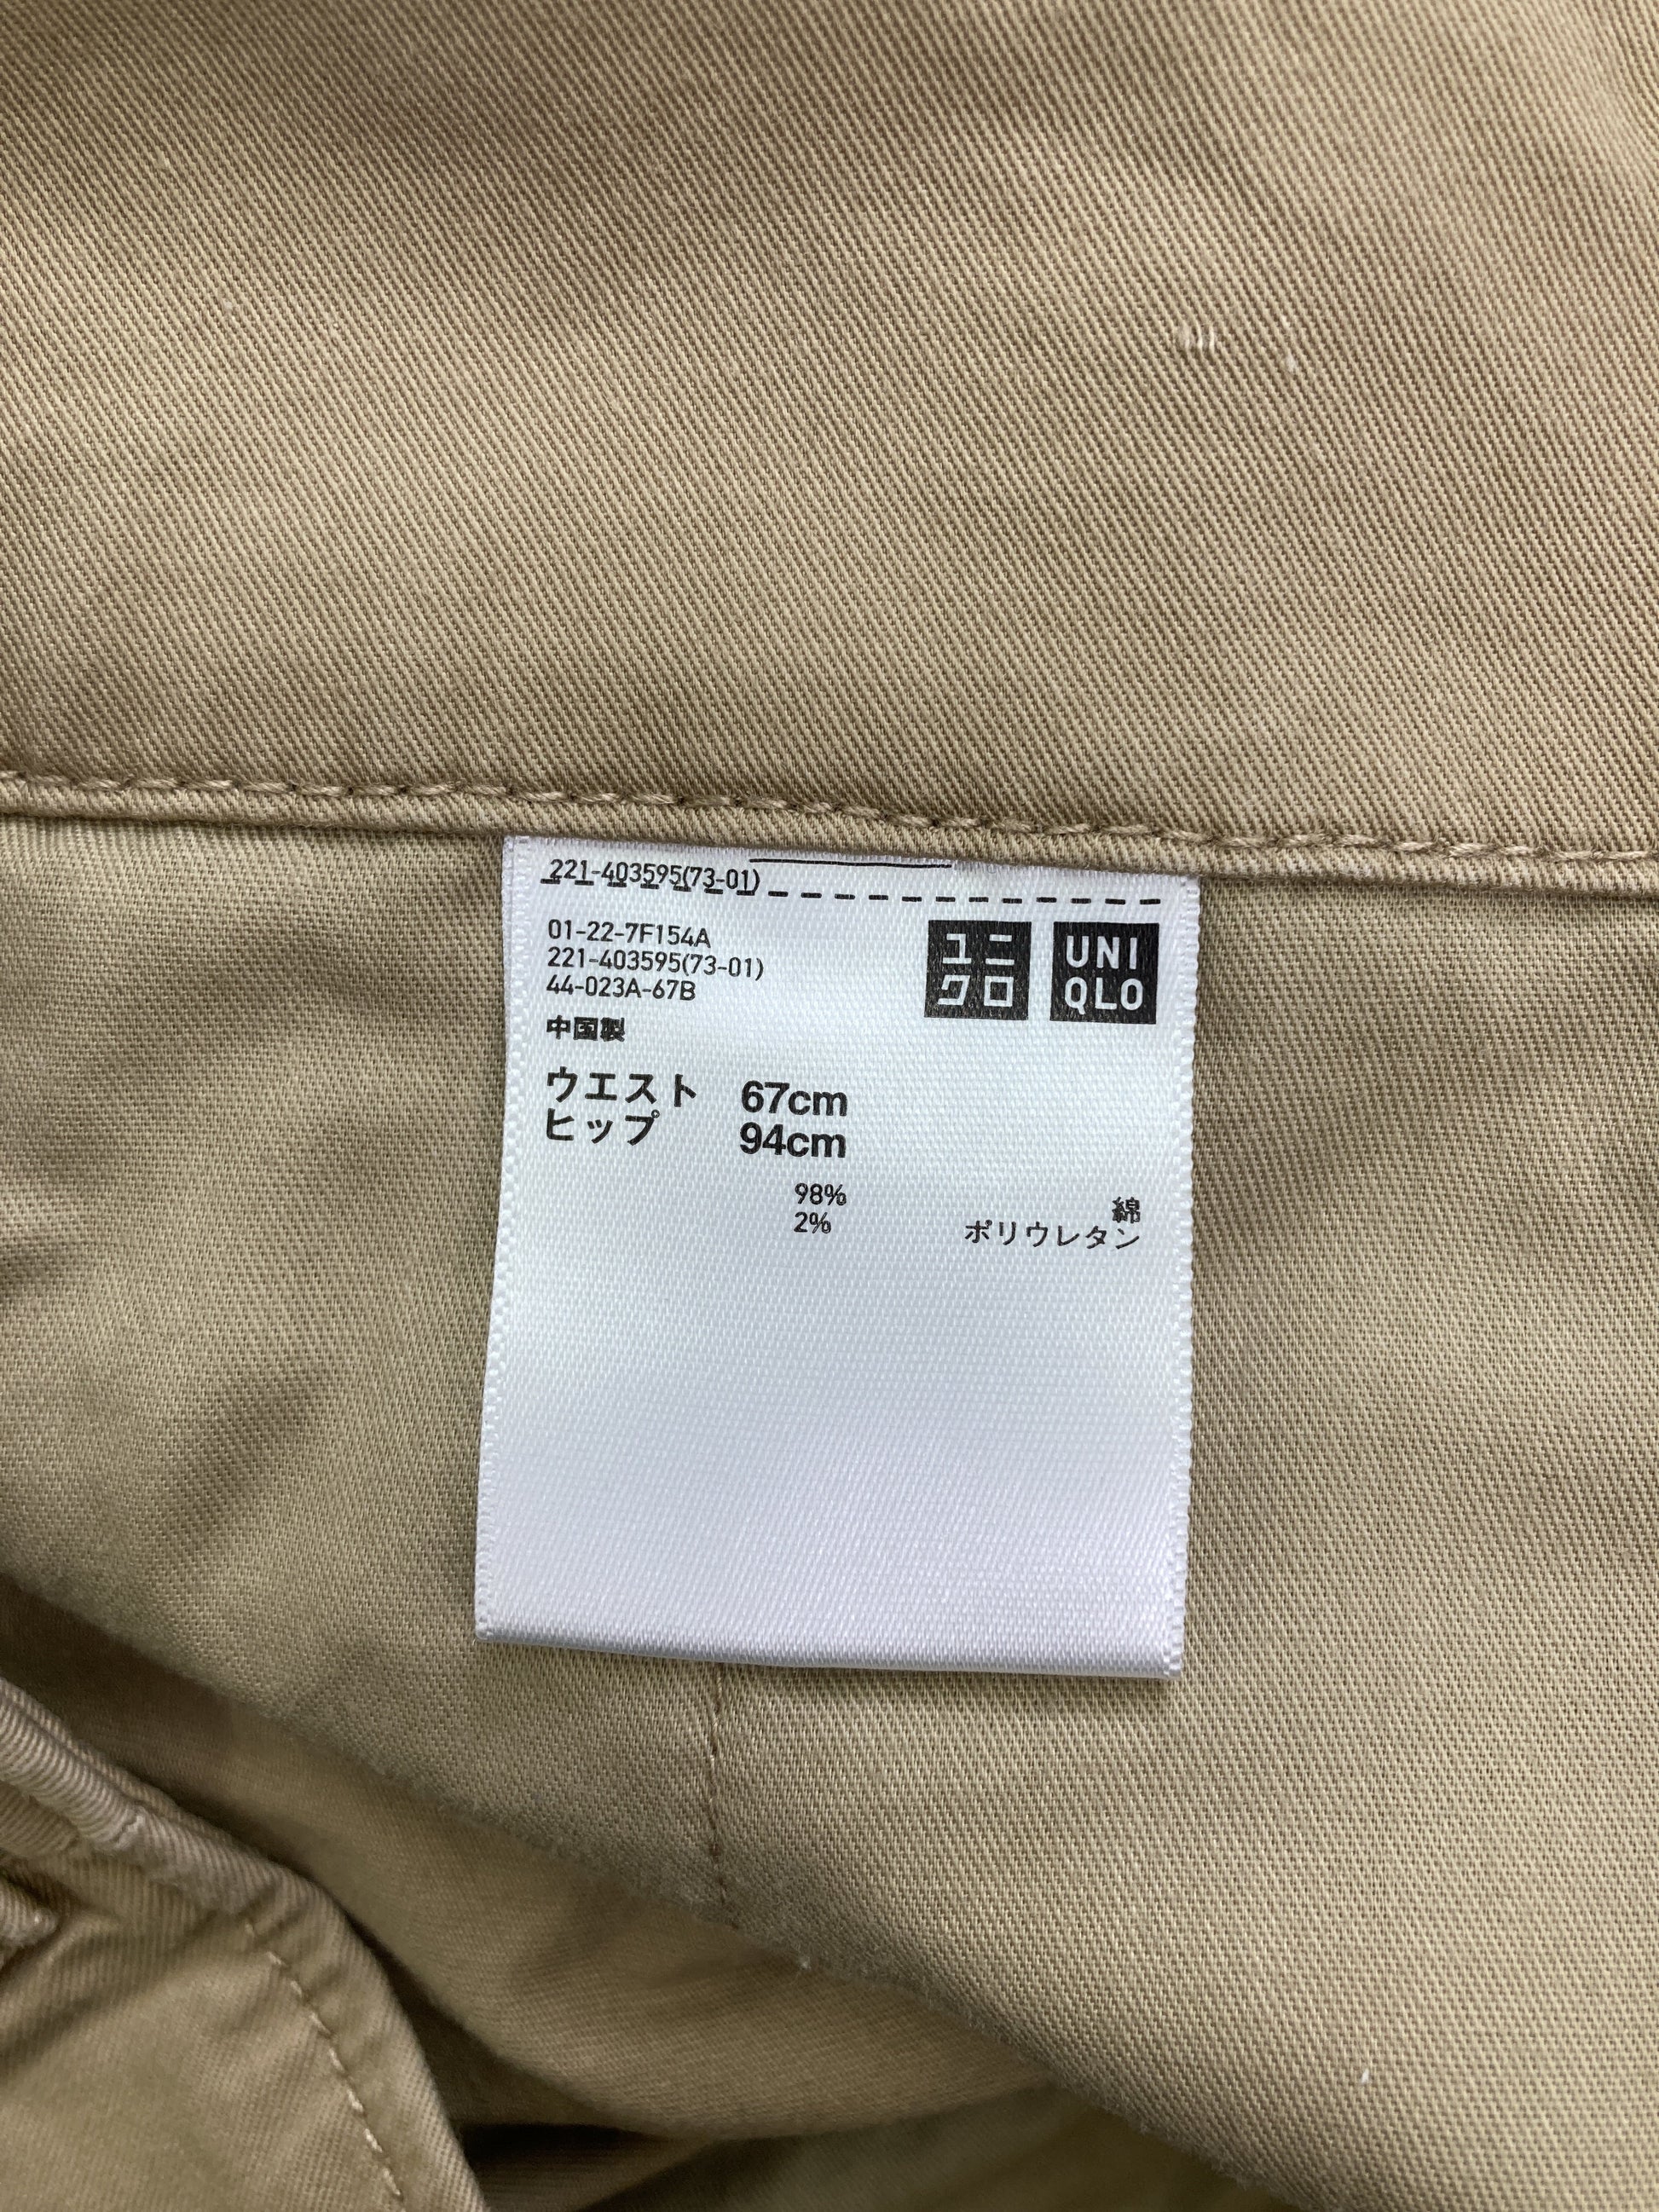 221-403595(73-01)
01-22-7F154A
221-403595(73-01)
44-023A-67B
中国製
ユニ
クロ
UNI
QLO
ウエスト 67cm
ヒップ 94cm
98% 綿
2% ポリウレタン